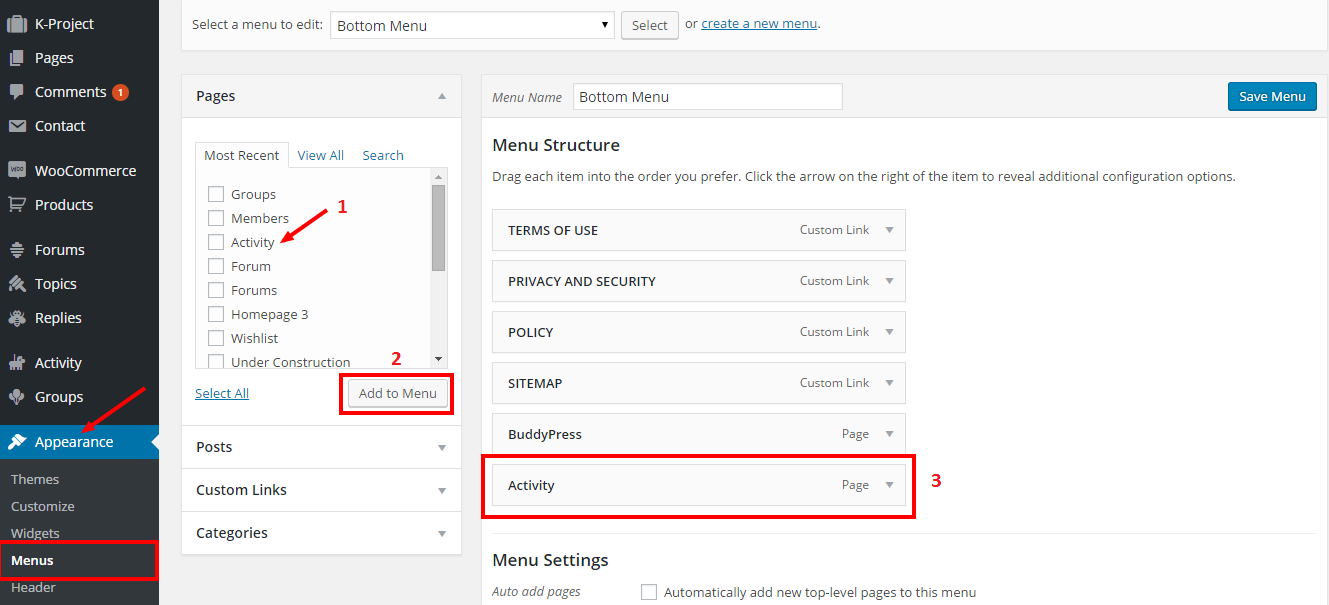 K-Project
Pages
Comments 1
Contact
WooCommerce
Products
Forums
Topics
Replies
Activity
Groups
Appearance
Themes
Customize
Widgets
Menus
Header
Select a menu to edit: Bottom Menu Select or create a new menu.
Pages
Most Recent View All Search
Groups
Members
Activity
Forum
Forums
Homepage 3
Wishlist
Under Construction
1
2
Select All Add to Menu
Posts
Custom Links
Categories
Menu Name Bottom Menu Save Menu
Menu Structure
Drag each item into the order you prefer. Click the arrow on the right of the item to reveal additional configuration options.
TERMS OF USE Custom Link
PRIVACY AND SECURITY Custom Link
POLICY Custom Link
SITEMAP Custom Link
BuddyPress Page
Activity Page 3
Menu Settings
Auto add pages Automatically add new top-level pages to this menu